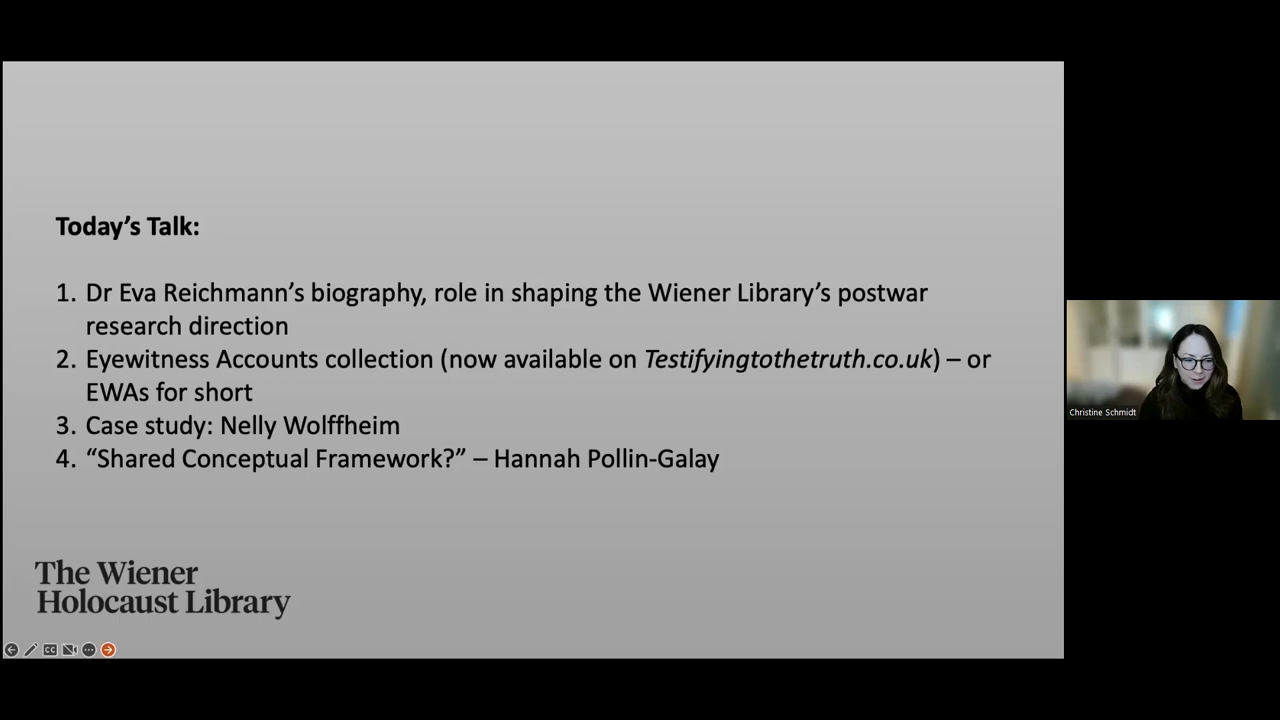 Today’s Talk:
1. Dr Eva Reichmann’s biography, role in shaping the Wiener Library’s postwar
research direction
2. Eyewitness Accounts collection (now available on Testifyingtothetruth.co.uk) – or
EWAs for short
3. Case study: Nelly Wolffheim
4. “Shared Conceptual Framework?” – Hannah Pollin-Galay
The Wiener
Holocaust Library
CC
Christine Schmidt